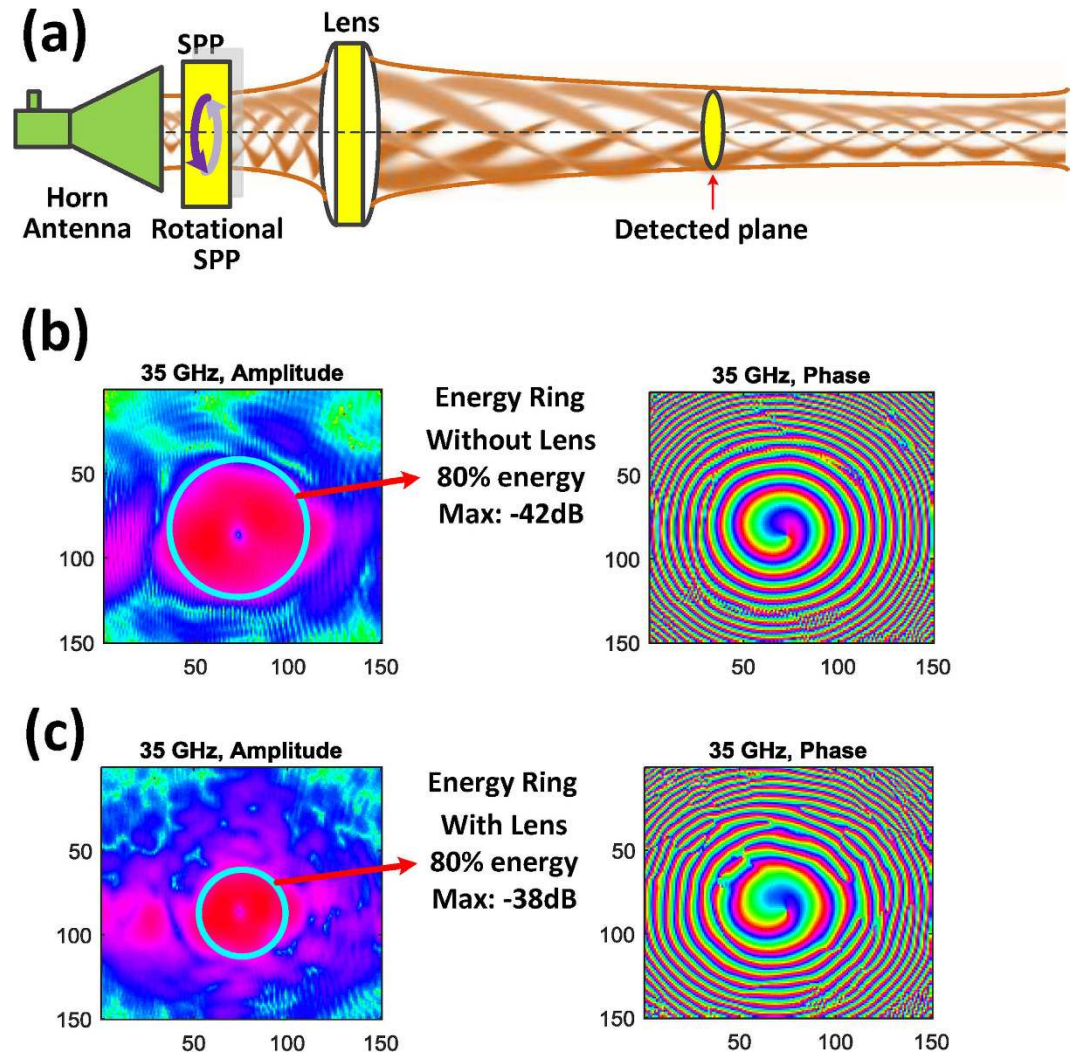 (a)
SPP
Lens
Horn
Antenna
Rotational
SPP
Detected plane
(b)
35 GHz, Amplitude
50
100
150
50
100
150
Energy Ring
Without Lens
80% energy
Max: -42dB
35 GHz, Phase
50
100
150
50
100
150
(c)
35 GHz, Amplitude
50
100
150
50
100
150
Energy Ring
With Lens
80% energy
Max: -38dB
35 GHz, Phase
50
100
150
50
100
150